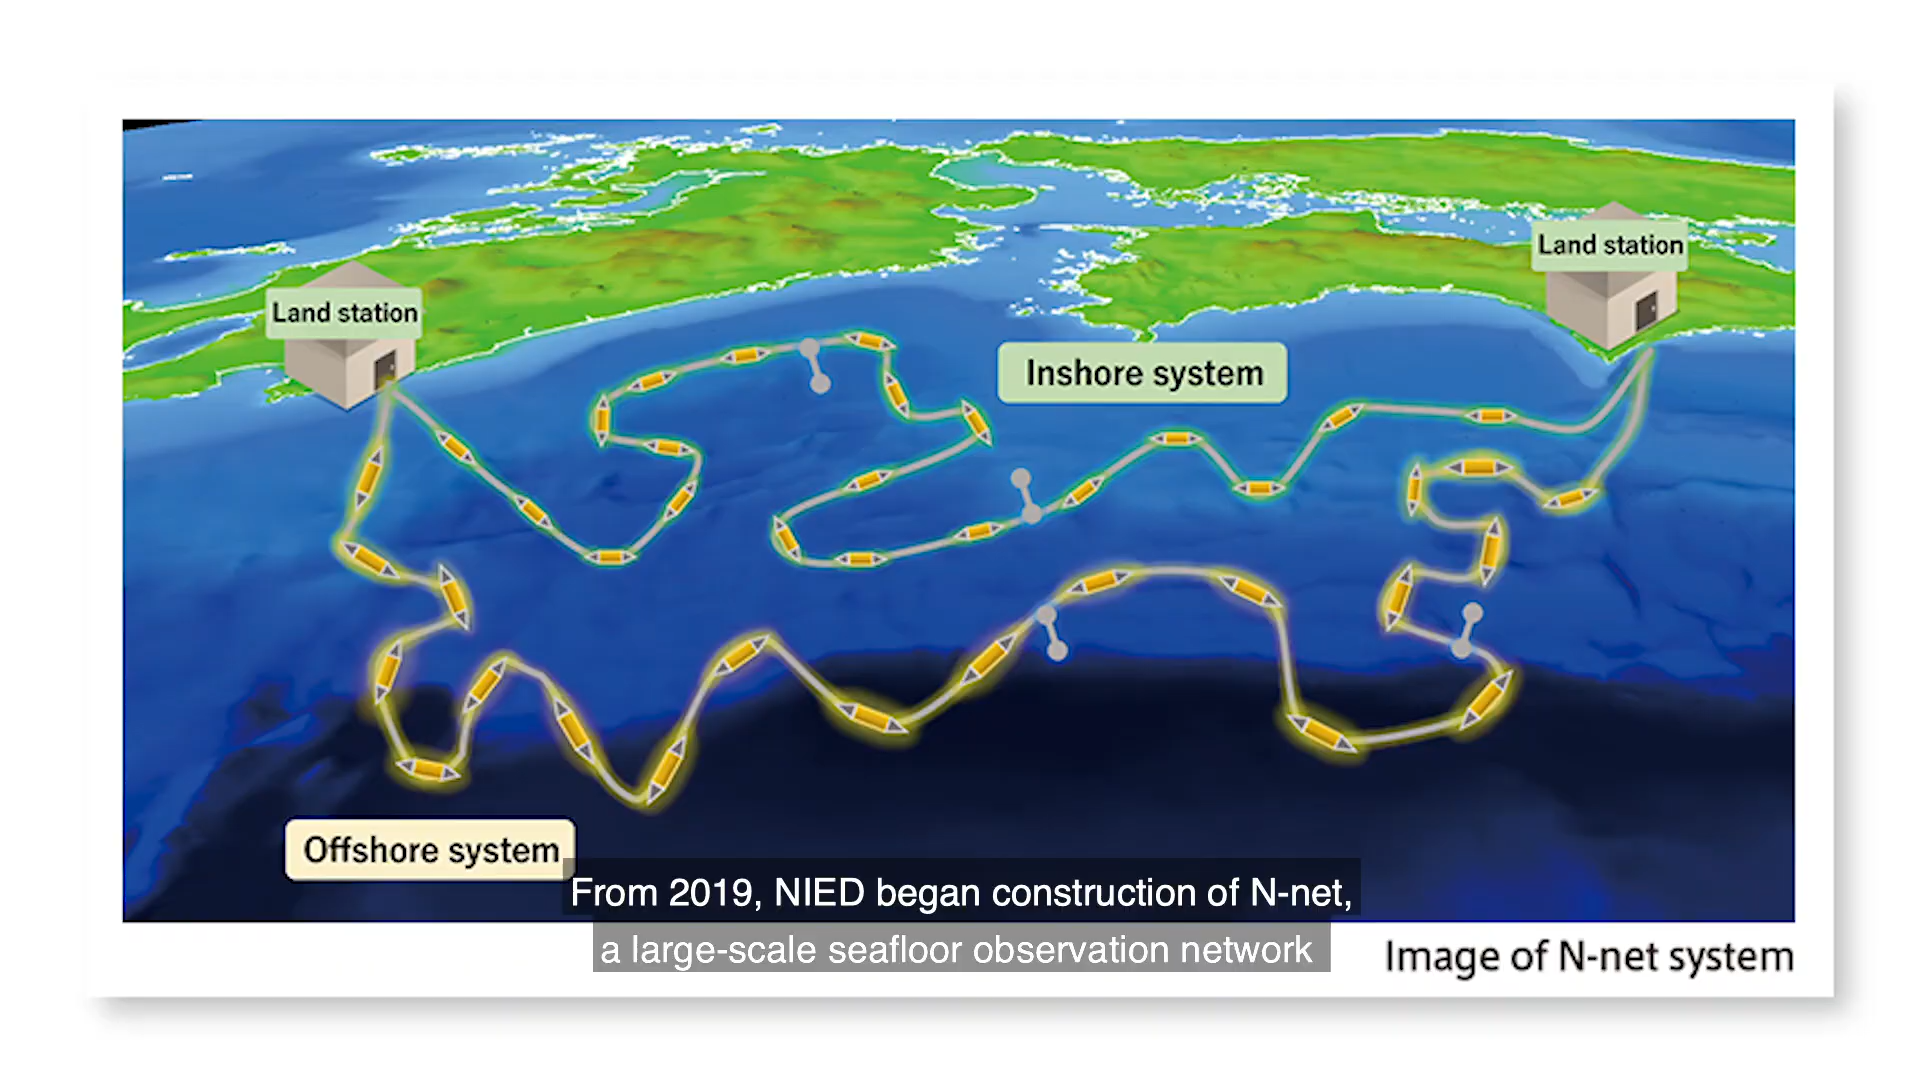 Land station
Land station
Inshore system
Offshore system
From 2019, NIED began construction of N-net,
a large-scale seafloor observation network
Image of N-net system